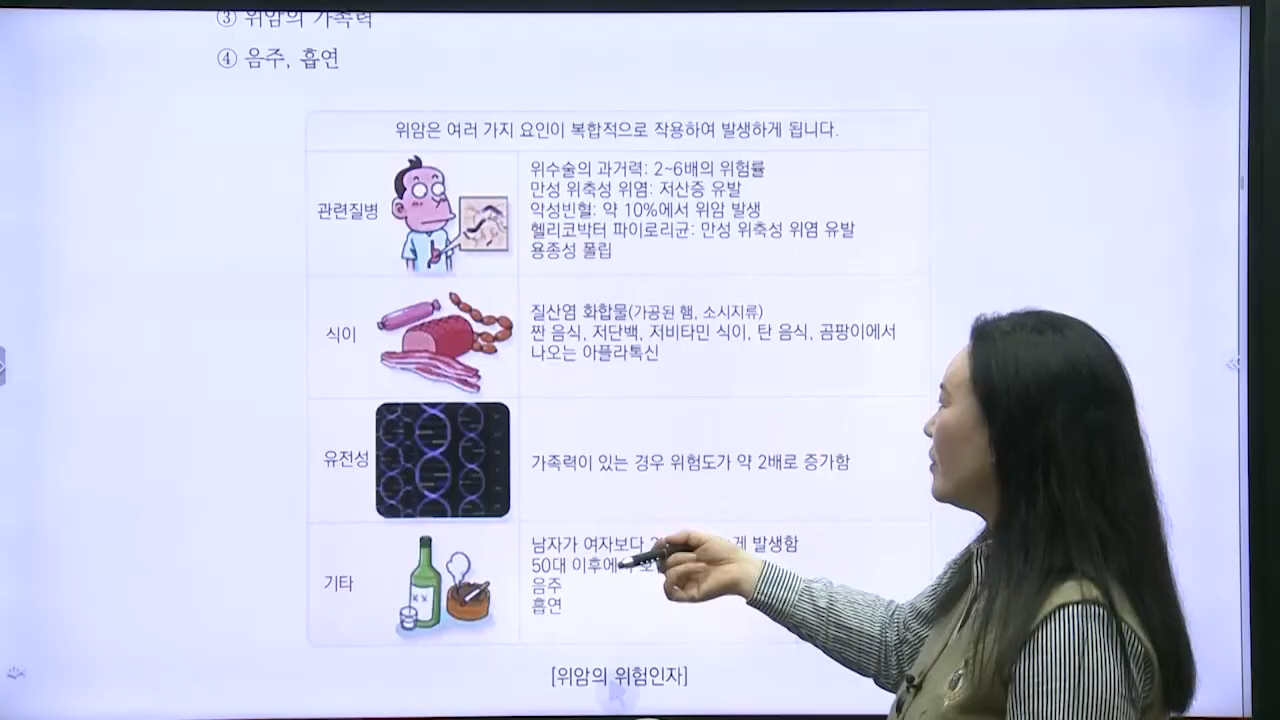 ③ 위암의 가족력
④ 음주, 흡연
위암은 여러 가지 요인이 복합적으로 작용하여 발생하게 됩니다.
관련질병
위수술의 과거력: 2~6배의 위험률
만성 위축성 위염: 저산증 유발
악성빈혈: 약 10%에서 위암 발생
헬리코박터 파이로리균: 만성 위축성 위염 유발
용종성 폴립
식이
질산염 화합물(가공된 햄, 소시지류)
짠 음식, 저단백, 저비타민 식이, 탄 음식, 곰팡이에서
나오는 아플라톡신
유전성
가족력이 있는 경우 위험도가 약 2배로 증가함
기타
남자가 여자보다 발생함
50대 이후에
음주
흡연
[위암의 위험인자]